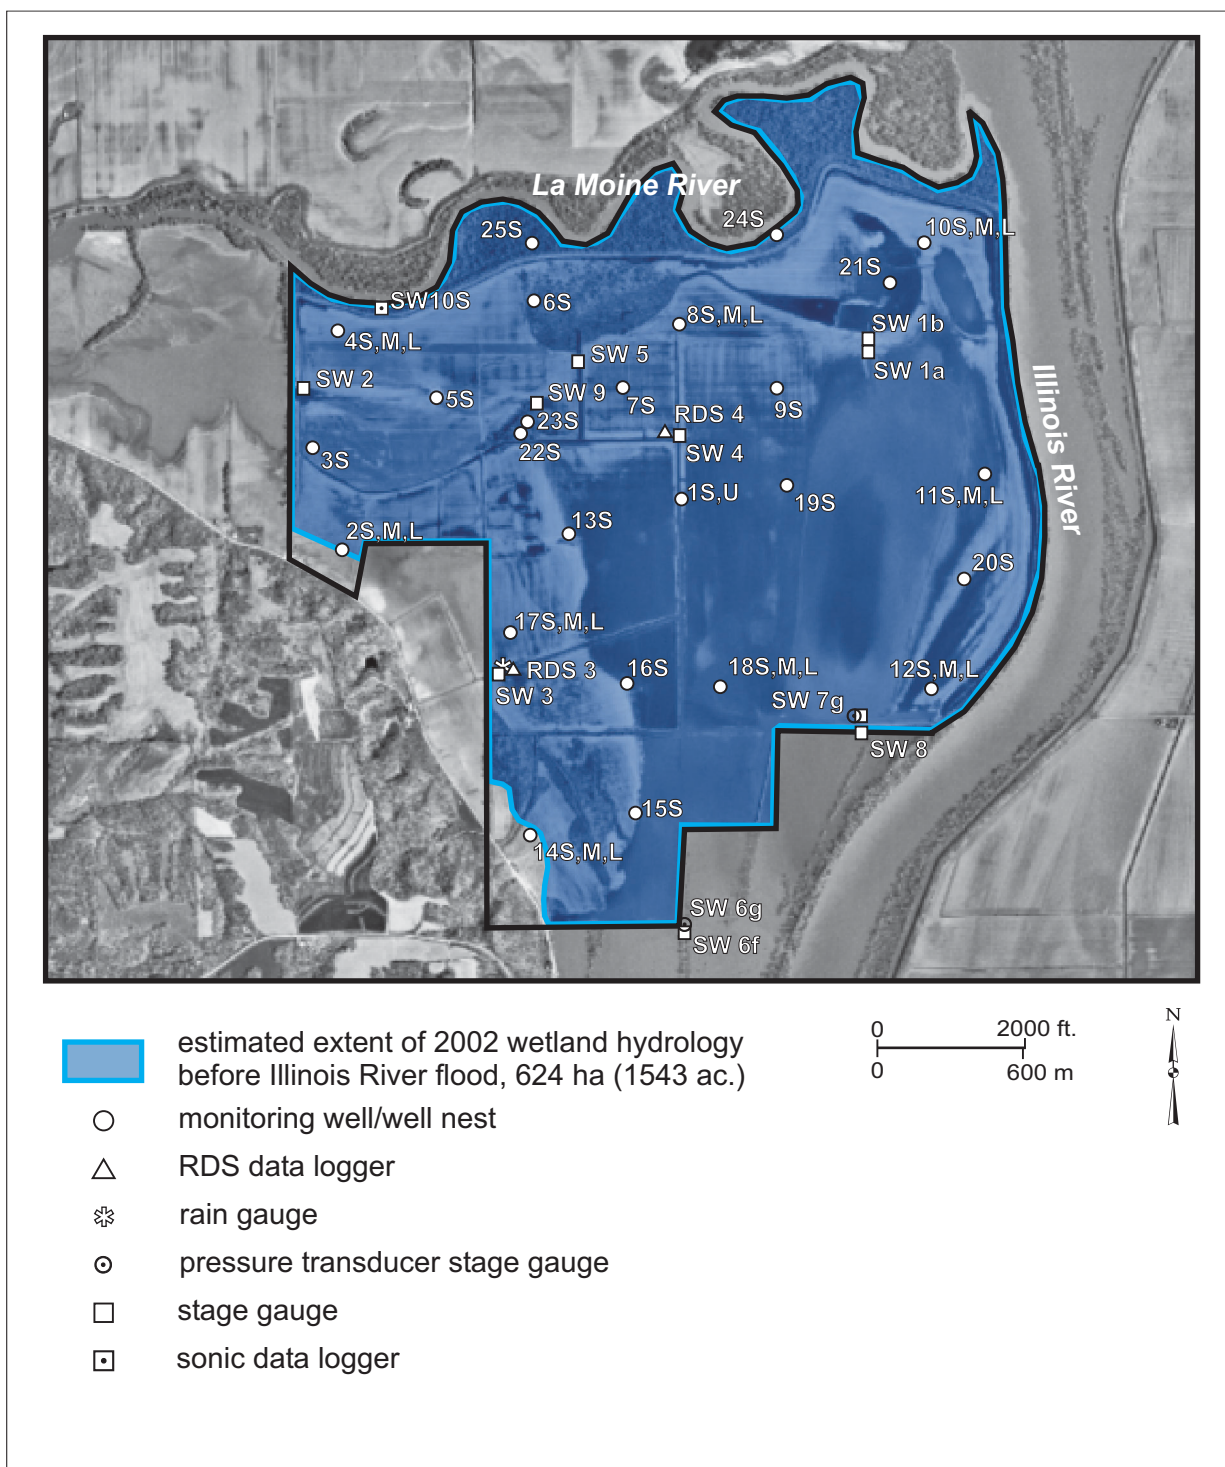 La Moine River
24S
25S
10S,M,L
21S
SW10S
6S
8S,M,L
SW 1b
4S,M,L
SW 5
SW 1a
SW 2
5S
SW 9
7S
9S
Illinois River
23S
RDS 4
22S
SW 4
3S
1S,U
19S
11S,M,L
2S,M,L
13S
20S
17S,M,L
RDS 3
16S
18S,M,L
12S,M,L
SW 3
SW 7g
SW 8
15S
14S,M,L
SW 6g
SW 6f
estimated extent of 2002 wetland hydrology
before Illinois River flood, 624 ha (1543 ac.)
monitoring well/well nest
RDS data logger
rain gauge
pressure transducer stage gauge
stage gauge
sonic data logger
0 2000 ft.
0 600 m
N